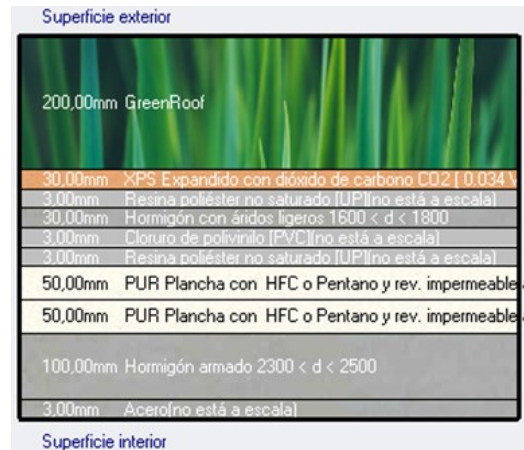 Superficie exterior
200,00mm GreenRoof
30,00mm XPS Expandido con dióxido de carbono CO2 [ 0.034
3,00mm Resina poliéster no saturado [UP](no está a escala)
30,00mm Hormigón con áridos ligeros 1600 < d < 1800
3,00mm Cloruro de polivinilo [PVC](no está a escala)
3,00mm Resina poliéster no saturado [UP](no está a escala)
50,00mm PUR Plancha con HFC o Pentano y rev. impermeable
50,00mm PUR Plancha con HFC o Pentano y rev. impermeable
100,00mm Hormigón armado 2300 < d < 2500
3,00mm Acero(no está a escala)
Superficie interior